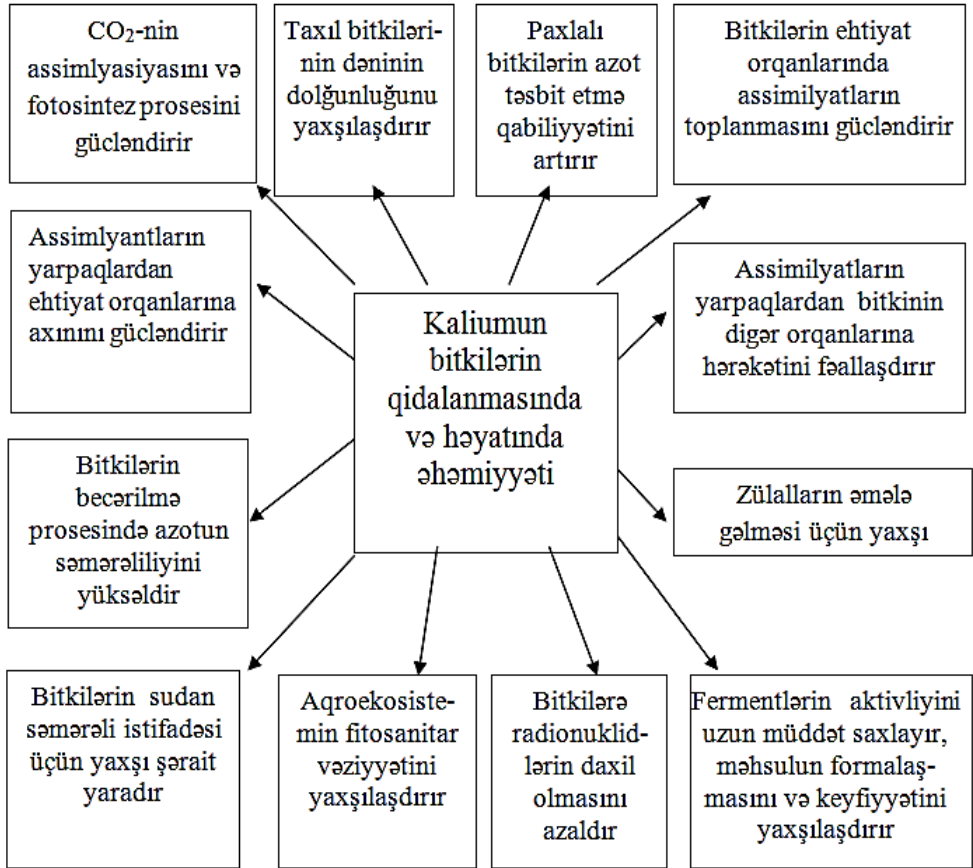 CO₂-nin
assimlyasiyasını və
fotosintez prosesini
gücləndirir
Taxıl bitkiləri-
nin dəninin
dolğunluğunu
yaxşılaşdırır
Paxlalı
bitkilərin azot
təsbit etmə
qabiliyyətini
artırır
Bitkilərin ehtiyat
orqanlarında
assimilyatların
toplanmasını gücləndirir
Assimlyantların
yarpaqlardan
ehtiyat orqanlarına
axınını gücləndirir
Kaliumun
bitkilərin
qidalanmasında
və həyatında
əhəmiyyəti
Assimilyatların
yarpaqlardan bitkinin
digər orqanlarına
hərəkətini fəallaşdırır
Bitkilərin
becərilmə
prosesində azotun
səmərəliliyini
yüksəldir
Zülalların əmələ
gəlməsi üçün yaxşı
Bitkilərin sudan
səmərəli istifadəsi
üçün yaxşı şərait
yaradır
Aqroekosiste-
min fitosanitar
vəziyyətini
yaxşılaşdırır
Bitkilərə
radionuklid-
lərin daxil
olmasını
azaldır
Fermentlərin aktivliyini
uzun müddət saxlayır,
məhsulun formalaş-
masını və keyfiyyətini
yaxşılaşdırır